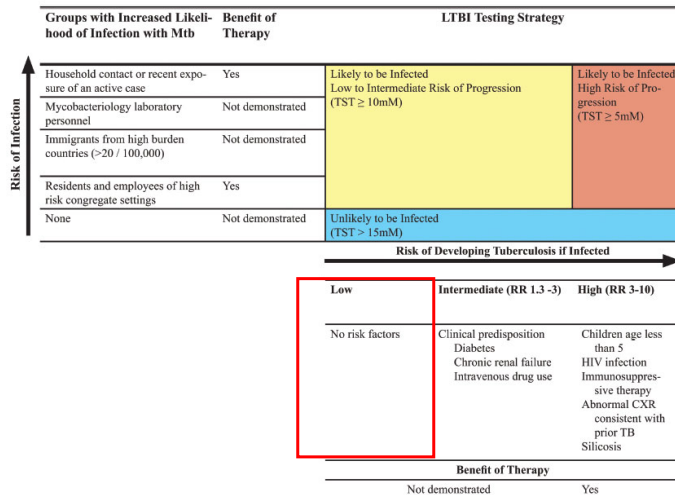 Groups with Increased Likeli-
hood of Infection with Mtb
Benefit of
Therapy
LTBI Testing Strategy
Risk of Infection
Household contact or recent expo-
sure of an active case
Yes
Mycobacteriology laboratory
personnel
Not demonstrated
Immigrants from high burden
countries (>20 / 100,000)
Not demonstrated
Residents and employees of high
risk congregate settings
Yes
None
Not demonstrated
Likely to be Infected
Low to Intermediate Risk of Progression
(TST ≥ 10mM)
Likely to be Infected
High Risk of Pro-
gression
(TST ≥ 5mM)
Unlikely to be Infected
(TST > 15mM)
Risk of Developing Tuberculosis if Infected
Low
Intermediate (RR 1.3 -3)
High (RR 3-10)
No risk factors
Clinical predisposition
Diabetes
Chronic renal failure
Intravenous drug use
Children age less
than 5
HIV infection
Immunosuppres-
sive therapy
Abnormal CXR
consistent with
prior TB
Silicosis
Benefit of Therapy
Not demonstrated
Yes